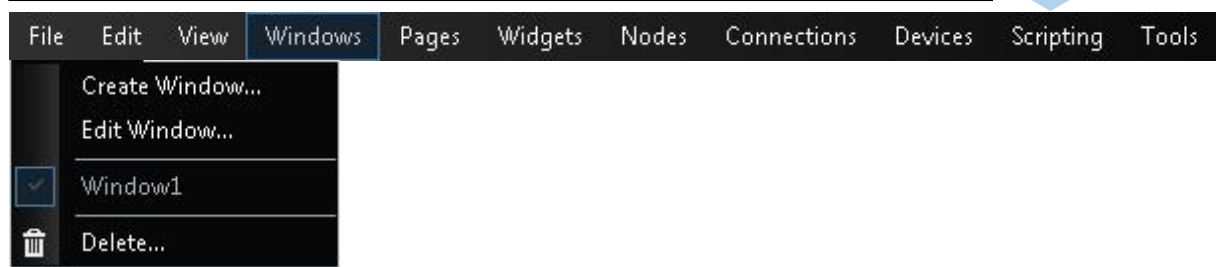 File Edit View Windows Pages Widgets Nodes Connections Devices Scripting Tools
Create Window...
Edit Window...
Window1
Delete...